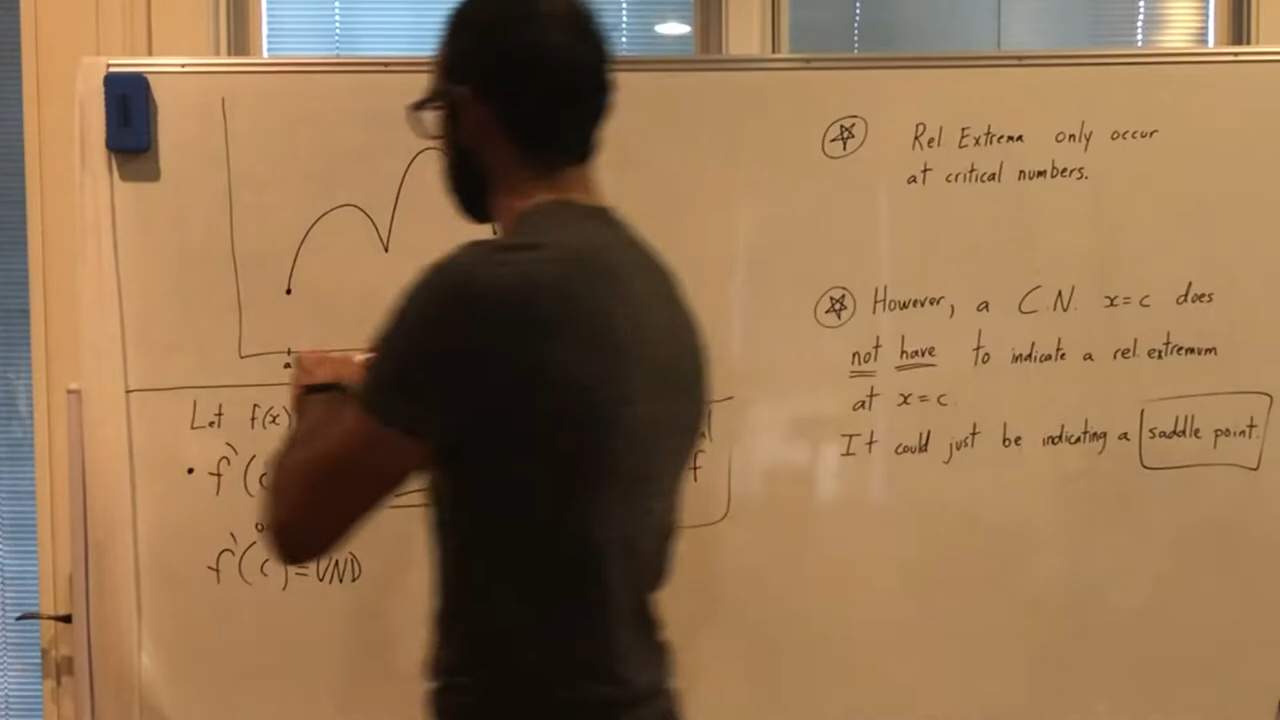 a
Let f(x)
• f'(c
or
f'(c)=UND
f
Rel Extrema only occur
at critical numbers.
However, a C.N. x=c does
not have to indicate a rel. extremum
at x=c
It could just be indicating a saddle point.